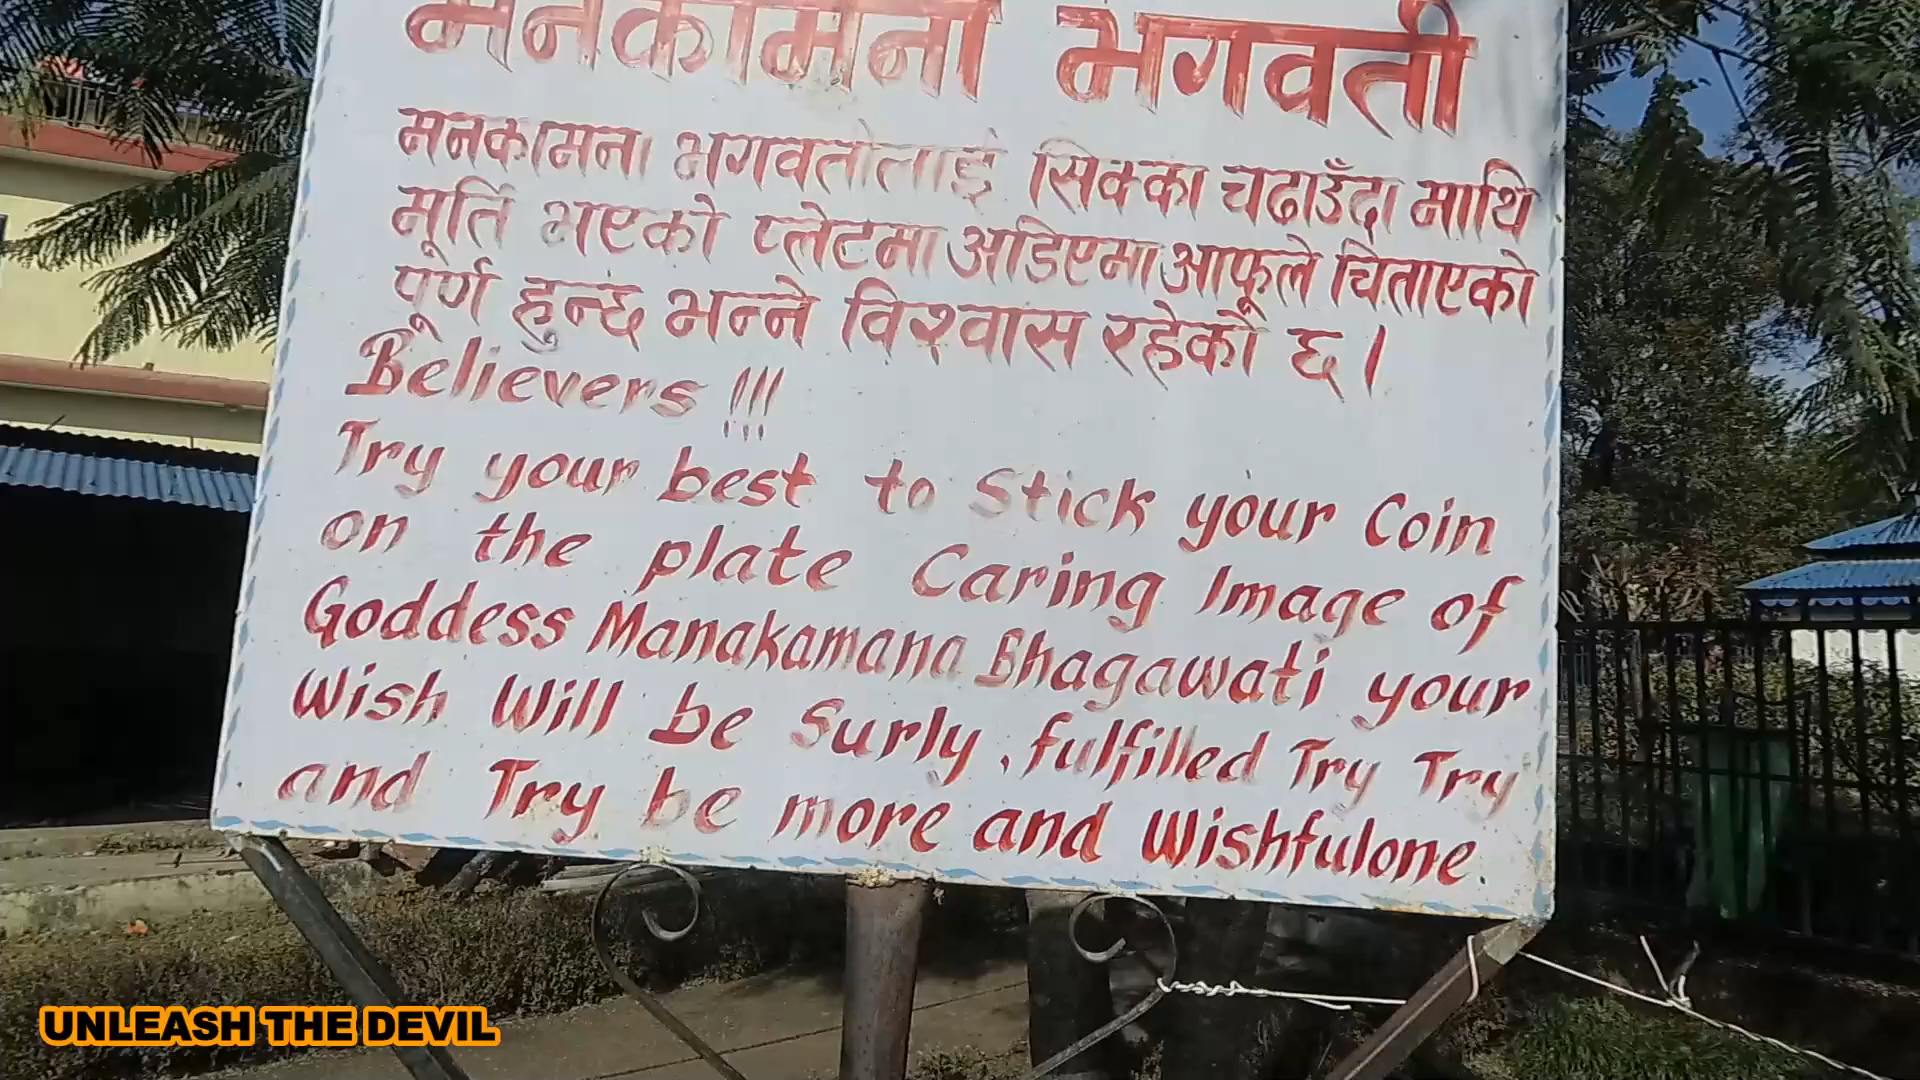 मनकामना भगवती
मनकामना भगवतीलाई सिक्का चढाउँदा माथि
मूर्ति भएको प्लेटमा अडिएमा आफूले चिताएको
पूर्ण हुन्छ भन्ने विश्वास रहेको छ।
Believers !!!
Try your best to Stick your Coin
on the plate Caring Image of
Goddess Manakamana Bhagawati your
Wish Will be Surly, fulfilled Try Try
and Try be more and Wishfulone.
UNLEASH THE DEVIL